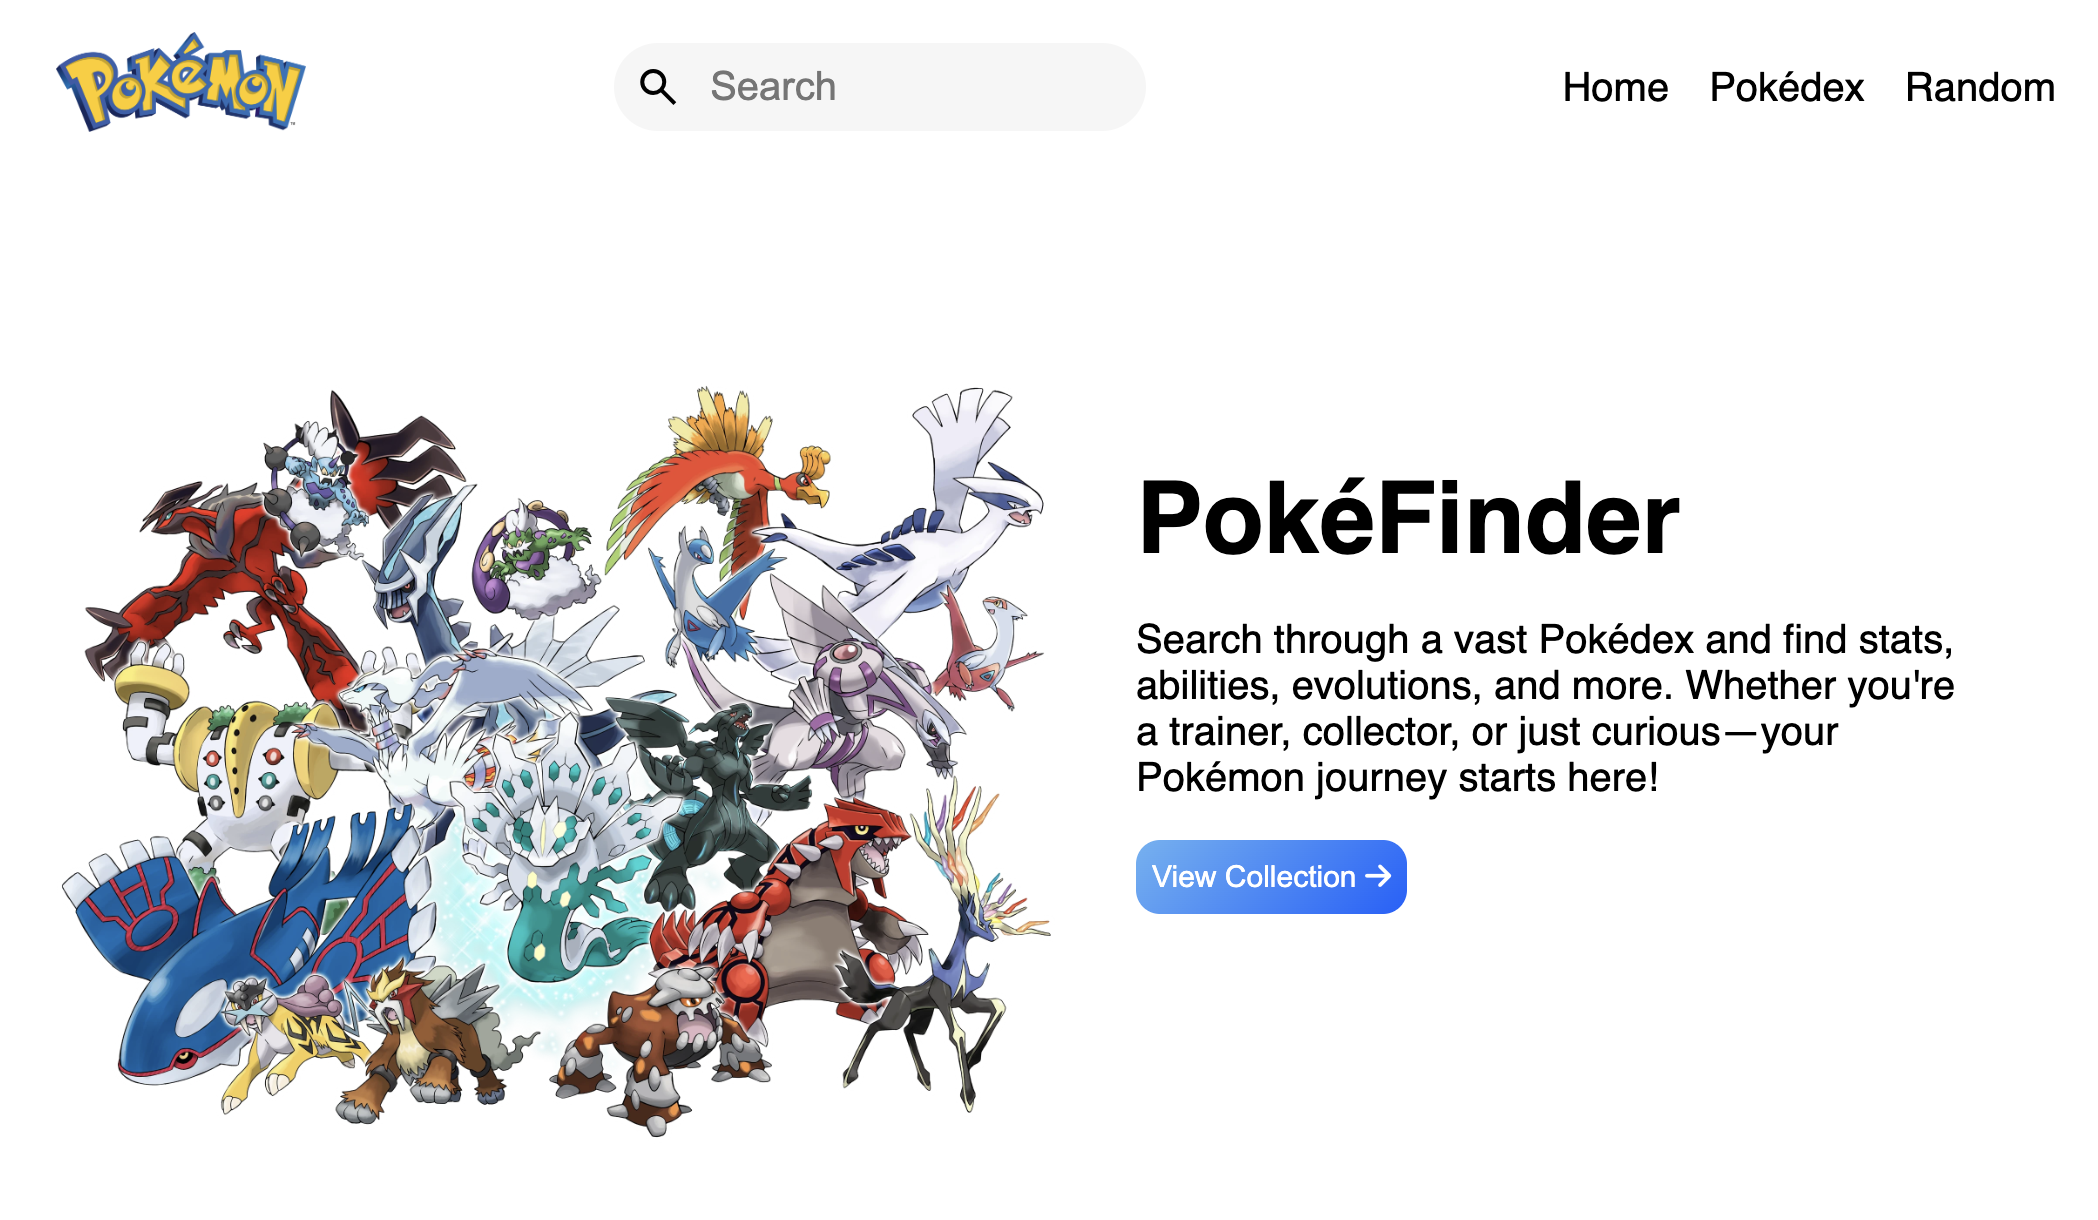 POKéMON
Search
Home Pokédex Random
PokéFinder
Search through a vast Pokédex and find stats,
abilities, evolutions, and more. Whether you're
a trainer, collector, or just curious—your
Pokémon journey starts here!
View Collection →